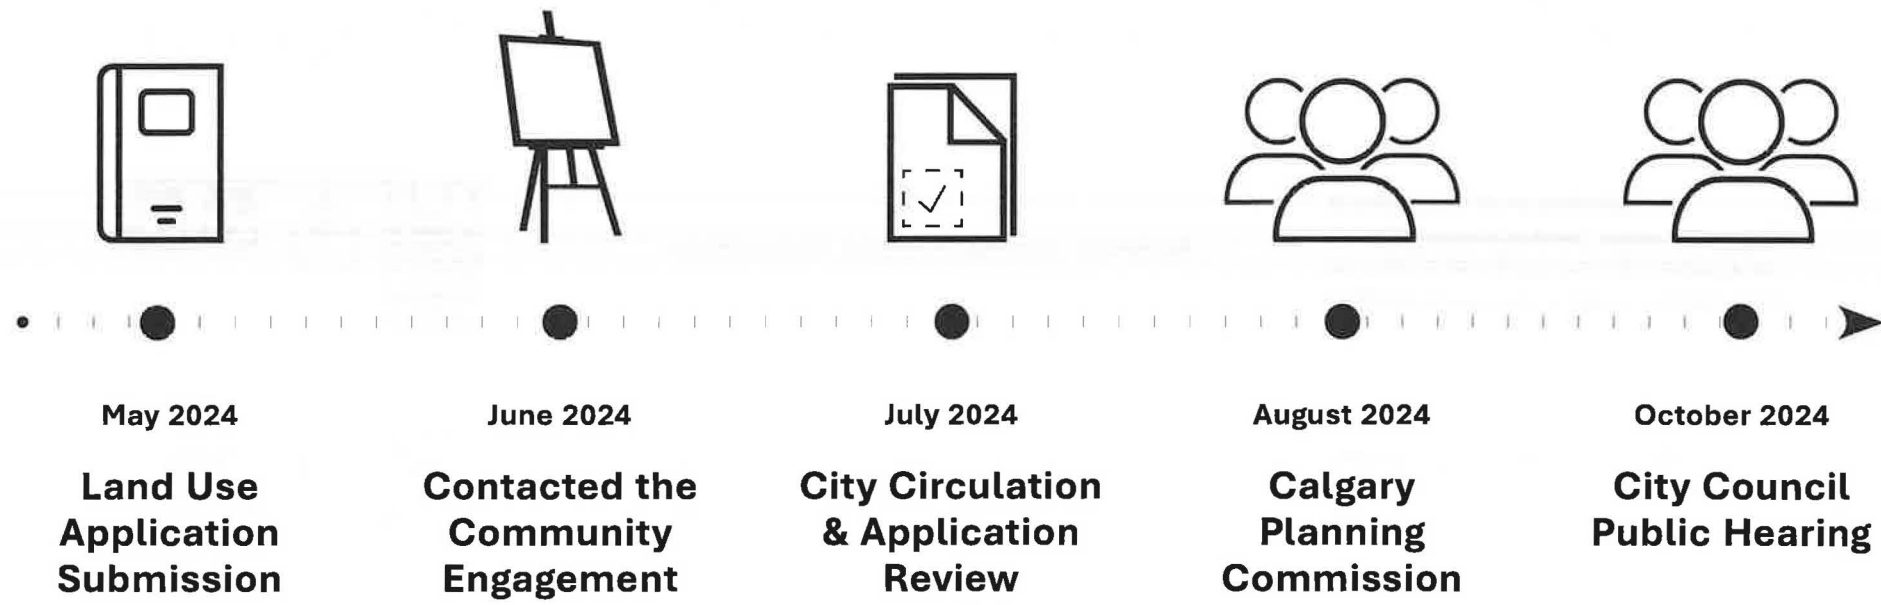 May 2024
Land Use
Application
Submission
June 2024
Contacted the
Community
Engagement
July 2024
City Circulation
& Application
Review
August 2024
Calgary
Planning
Commission
October 2024
City Council
Public Hearing